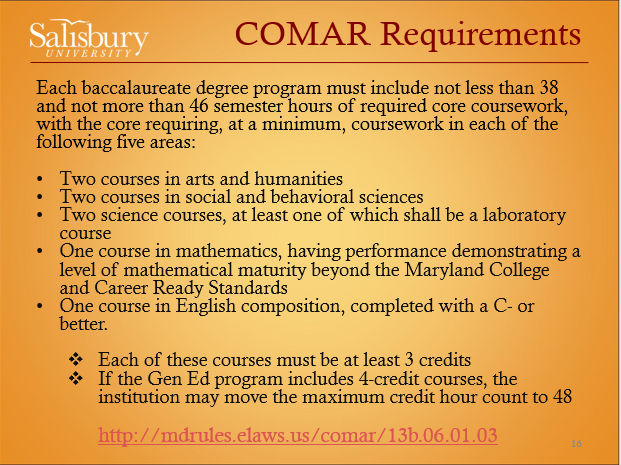 Salisbury
UNIVERSITY
COMAR Requirements
Each baccalaureate degree program must include not less than 38
and not more than 46 semester hours of required core coursework,
with the core requiring, at a minimum, coursework in each of the
following five areas:
• Two courses in arts and humanities
• Two courses in social and behavioral sciences
• Two science courses, at least one of which shall be a laboratory
course
• One course in mathematics, having performance demonstrating a
level of mathematical maturity beyond the Maryland College
and Career Ready Standards
• One course in English composition, completed with a C- or
better.
❖ Each of these courses must be at least 3 credits
❖ If the Gen Ed program includes 4-credit courses, the
institution may move the maximum credit hour count to 48
http://mdrules.elaws.us/comar/13b.06.01.03
16